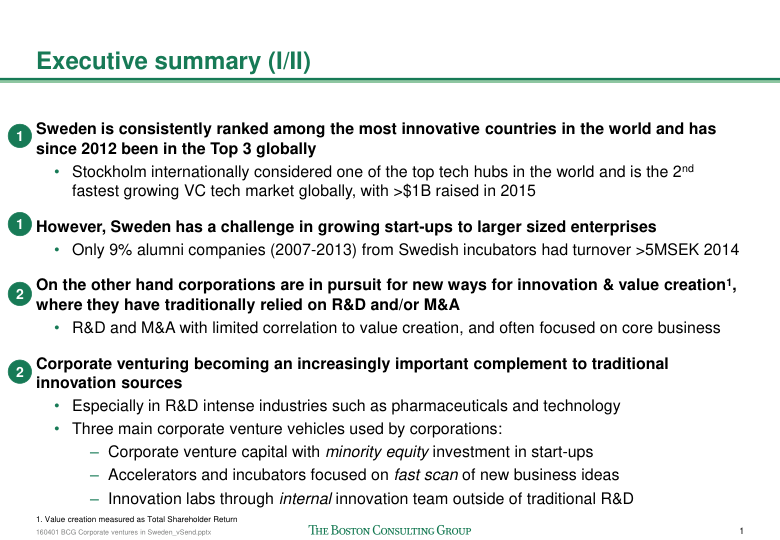 Executive summary (I/II)
1
Sweden is consistently ranked among the most innovative countries in the world and has
since 2012 been in the Top 3 globally
• Stockholm internationally considered one of the top tech hubs in the world and is the 2nd
fastest growing VC tech market globally, with >$1B raised in 2015
1
However, Sweden has a challenge in growing start-ups to larger sized enterprises
• Only 9% alumni companies (2007-2013) from Swedish incubators had turnover >5MSEK 2014
2
On the other hand corporations are in pursuit for new ways for innovation & value creation1,
where they have traditionally relied on R&D and/or M&A
• R&D and M&A with limited correlation to value creation, and often focused on core business
2
Corporate venturing becoming an increasingly important complement to traditional
innovation sources
• Especially in R&D intense industries such as pharmaceuticals and technology
• Three main corporate venture vehicles used by corporations:
– Corporate venture capital with minority equity investment in start-ups
– Accelerators and incubators focused on fast scan of new business ideas
– Innovation labs through internal innovation team outside of traditional R&D
1. Value creation measured as Total Shareholder Return
160401 BCG Corporate ventures in Sweden_vSend.pptx
THE BOSTON CONSULTING GROUP
1